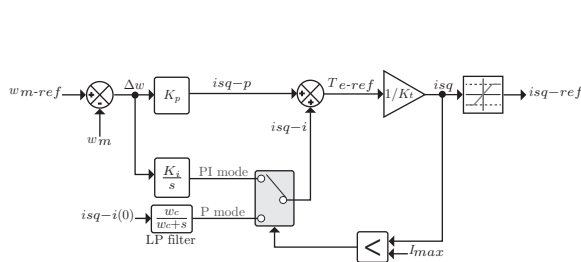 wm-ref
+
-
wm
Δw
Kp
isq-p
+
+
isq-i
Te-ref
1/Kt
isq
isq-ref
Ki
s
PI mode
isq-i(0)
wc
wc+s
P mode
LP filter
<
Imax